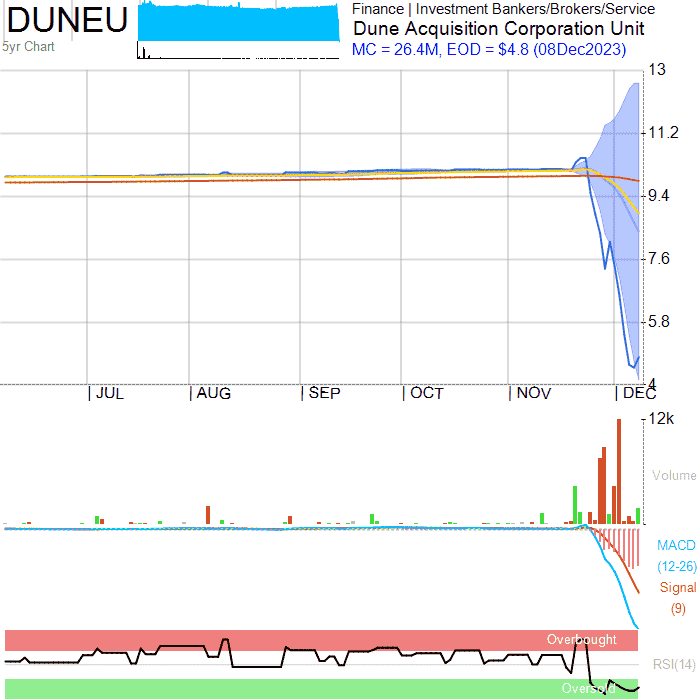 DUNEU
5yr Chart
Finance | Investment Bankers/Brokers/Service
Dune Acquisition Corporation Unit
MC = 26.4M, EOD = $4.8 (08Dec2023)
13
11.2
9.4
7.6
5.8
4
JUL AUG SEP OCT NOV DEC
12k
Volume
MACD
(12-26)
Signal
(9)
Overbought
RSI(14)
Oversold